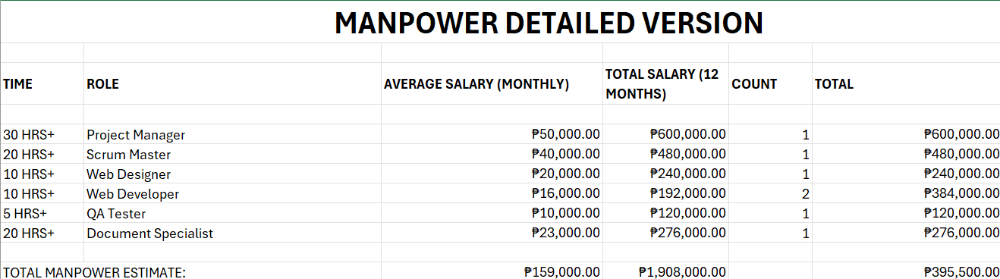 MANPOWER DETAILED VERSION
TIME ROLE AVERAGE SALARY (MONTHLY) TOTAL SALARY (12 MONTHS) COUNT TOTAL
30 HRS+ Project Manager ₱50,000.00 ₱600,000.00 1 ₱600,000.00
20 HRS+ Scrum Master ₱40,000.00 ₱480,000.00 1 ₱480,000.00
10 HRS+ Web Designer ₱20,000.00 ₱240,000.00 1 ₱240,000.00
10 HRS+ Web Developer ₱16,000.00 ₱192,000.00 2 ₱384,000.00
5 HRS+ QA Tester ₱10,000.00 ₱120,000.00 1 ₱120,000.00
20 HRS+ Document Specialist ₱23,000.00 ₱276,000.00 1 ₱276,000.00
TOTAL MANPOWER ESTIMATE: ₱159,000.00 ₱1,908,000.00 ₱395,500.00